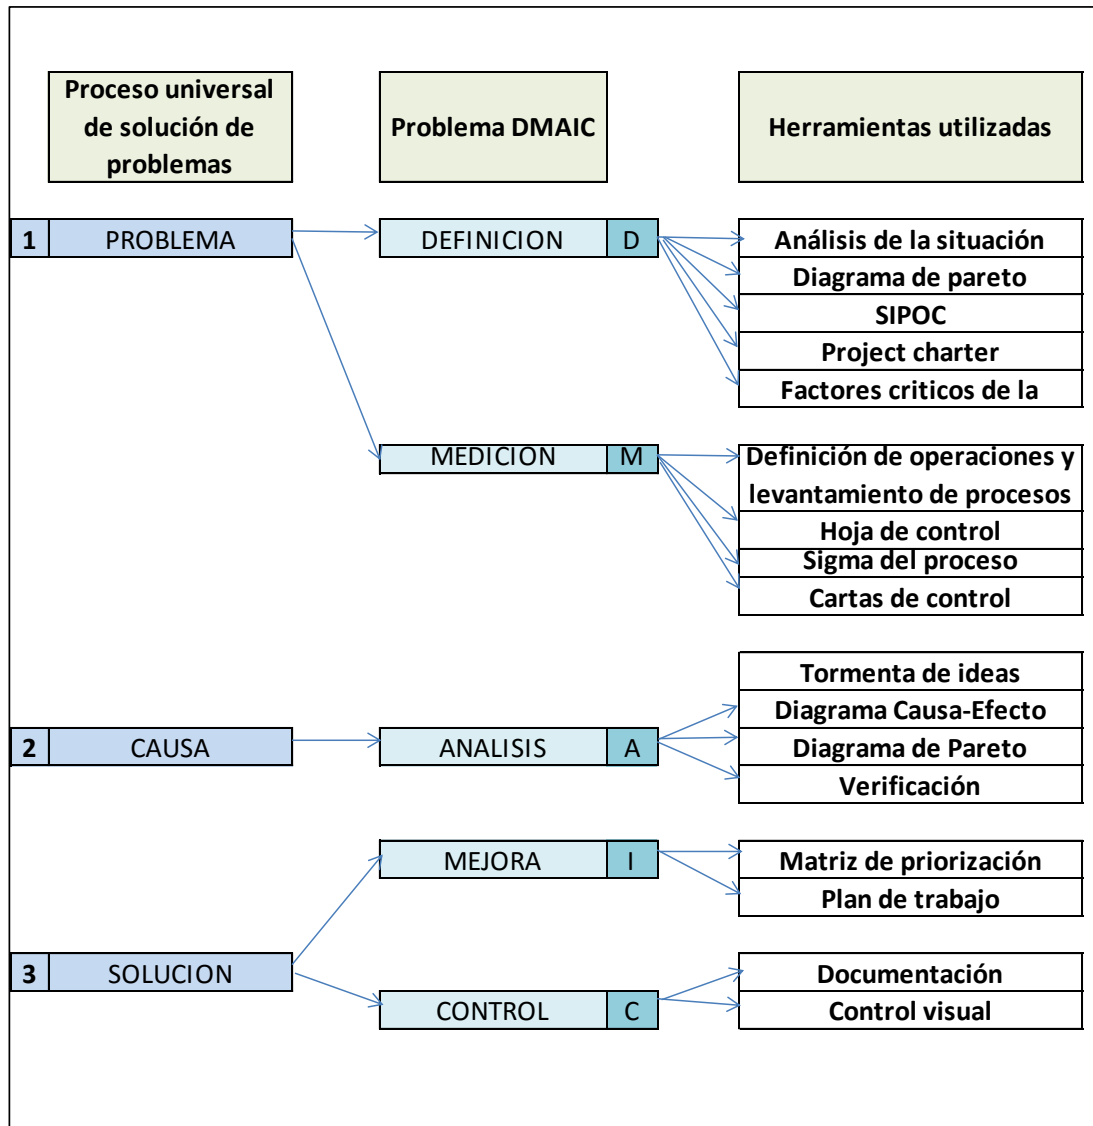 Proceso universal
de solución de
problemas
Problema DMAIC
Herramientas utilizadas
1 PROBLEMA
DEFINICION D
Análisis de la situación
Diagrama de pareto
SIPOC
Project charter
Factores criticos de la
MEDICION M
Definición de operaciones y
levantamiento de procesos
Hoja de control
Sigma del proceso
Cartas de control
2 CAUSA
ANALISIS A
Tormenta de ideas
Diagrama Causa-Efecto
Diagrama de Pareto
Verificación
3 SOLUCION
MEJORA I
Matriz de priorización
Plan de trabajo
CONTROL C
Documentación
Control visual